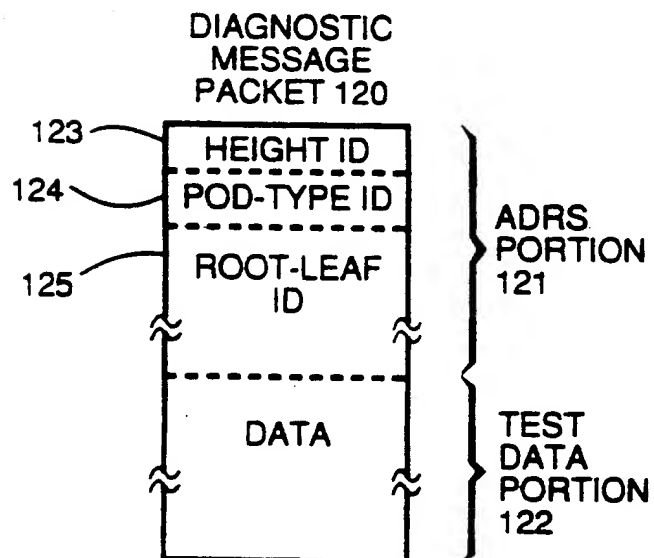 DIAGNOSTIC
MESSAGE
PACKET 120
123
HEIGHT ID
124
POD-TYPE ID
125
ROOT-LEAF
ID
ADRS
PORTION
121
DATA
TEST
DATA
PORTION
122